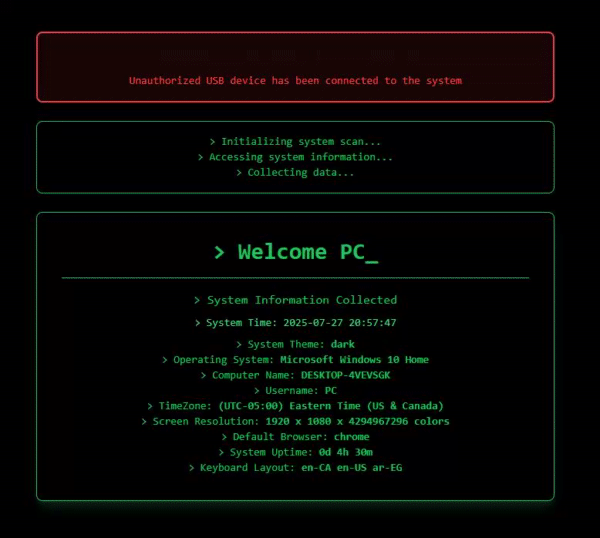 Unauthorized USB device has been connected to the system
> Initializing system scan...
> Accessing system information...
> Collecting data...
> Welcome PC_
> System Information Collected
> System Time: 2025-07-27 20:57:47
> System Theme: dark
> Operating System: Microsoft Windows 10 Home
> Computer Name: DESKTOP-4VEVSGK
> Username: PC
> TimeZone: (UTC-05:00) Eastern Time (US & Canada)
> Screen Resolution: 1920 x 1080 x 4294967296 colors
> Default Browser: chrome
> System Uptime: 0d 4h 30m
> Keyboard Layout: en-CA en-US ar-EG